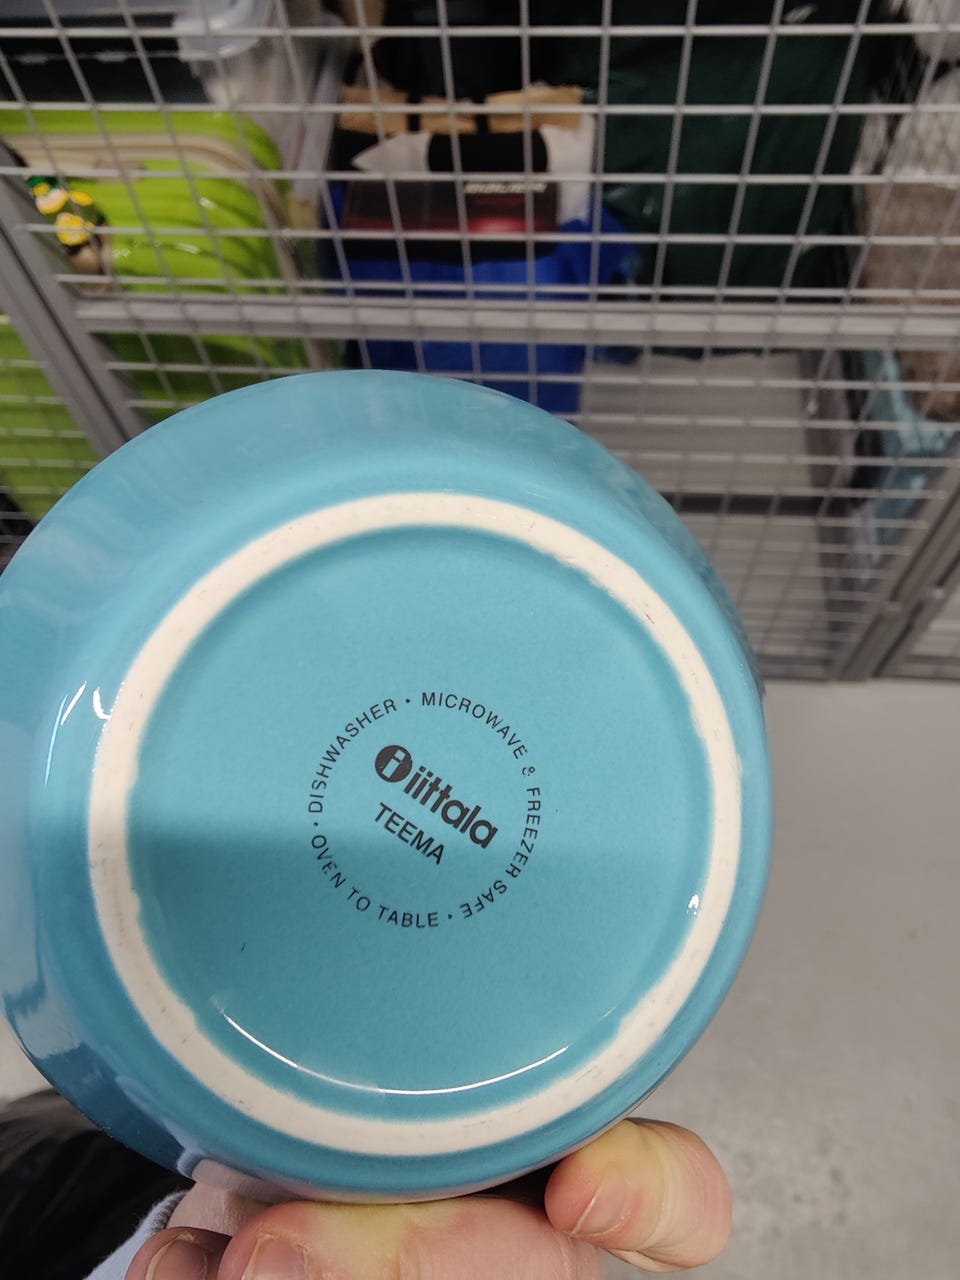 DISHWASHER • MICROWAVE & FREEZER SAFE • OVEN TO TABLE •
i iittala
TEEMA